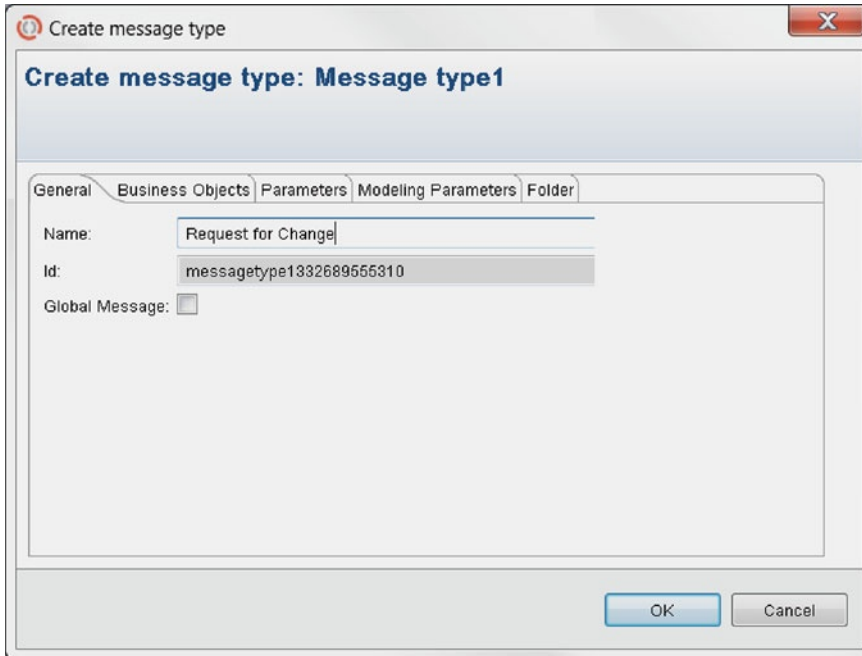 Create message type
Create message type: Message type1
General Business Objects Parameters Modeling Parameters Folder
Name: Request for Change
Id: messagetype1332689555310
Global Message:
OK Cancel